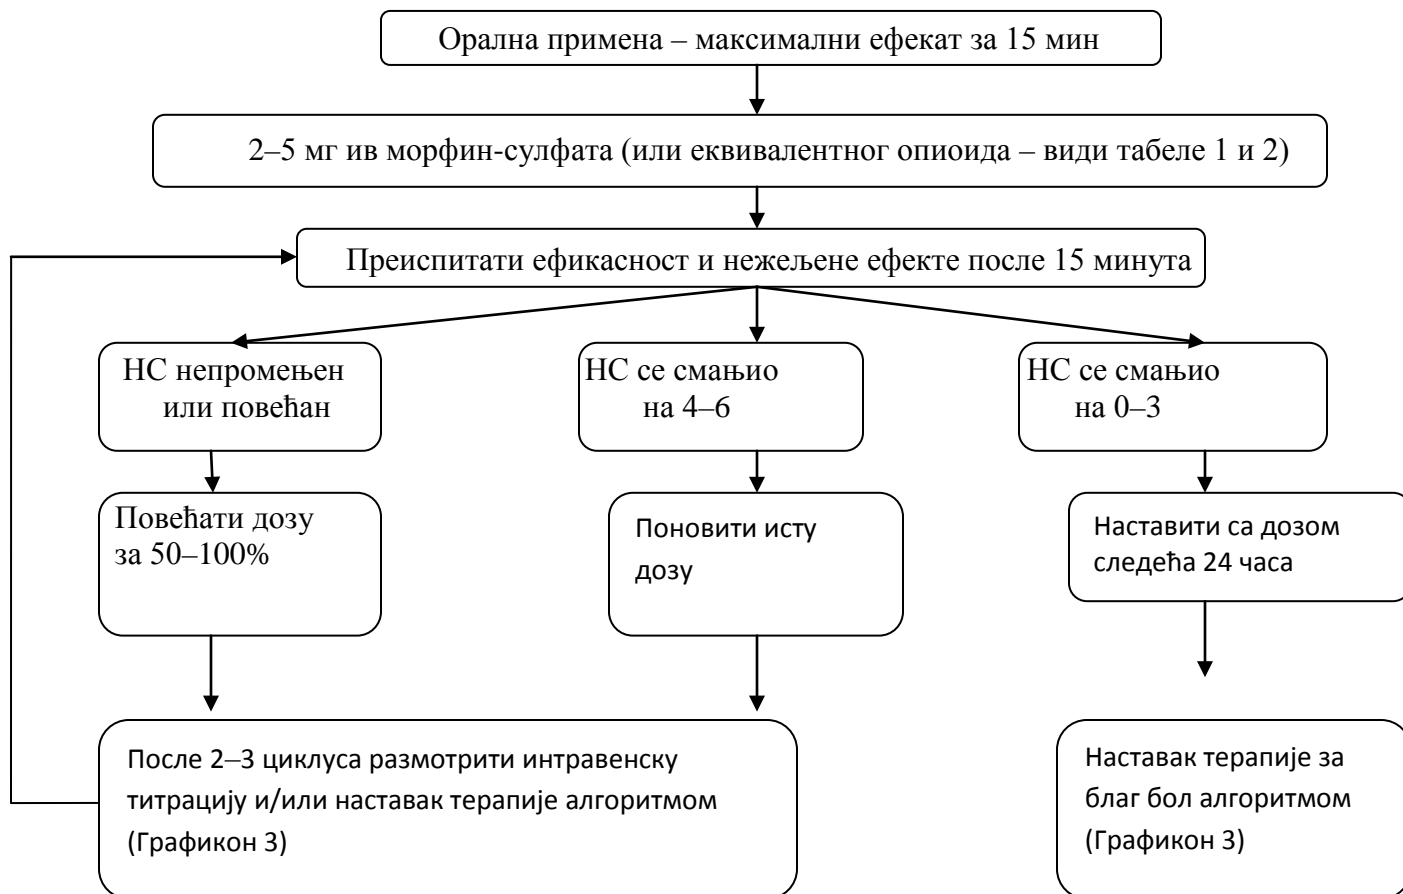 Орална примена – максимални ефекат за 15 мин
2–5 мг ив морфин-сулфата (или еквивалентног опиоида – види табеле 1 и 2)
Преиспитати ефикасност и нежељене ефекте после 15 минута
НС непромењен
или повећан
НС се смањио
на 4–6
НС се смањио
на 0–3
Повећати дозу
за 50–100%
Поновити исту
дозу
Наставити са дозом
следећа 24 часа
После 2–3 циклуса размотрити интравенску
титрацију и/или наставак терапије алгоритмом
(Графикон 3)
Наставак терапије за
благ бол алгоритмом
(Графикон 3)